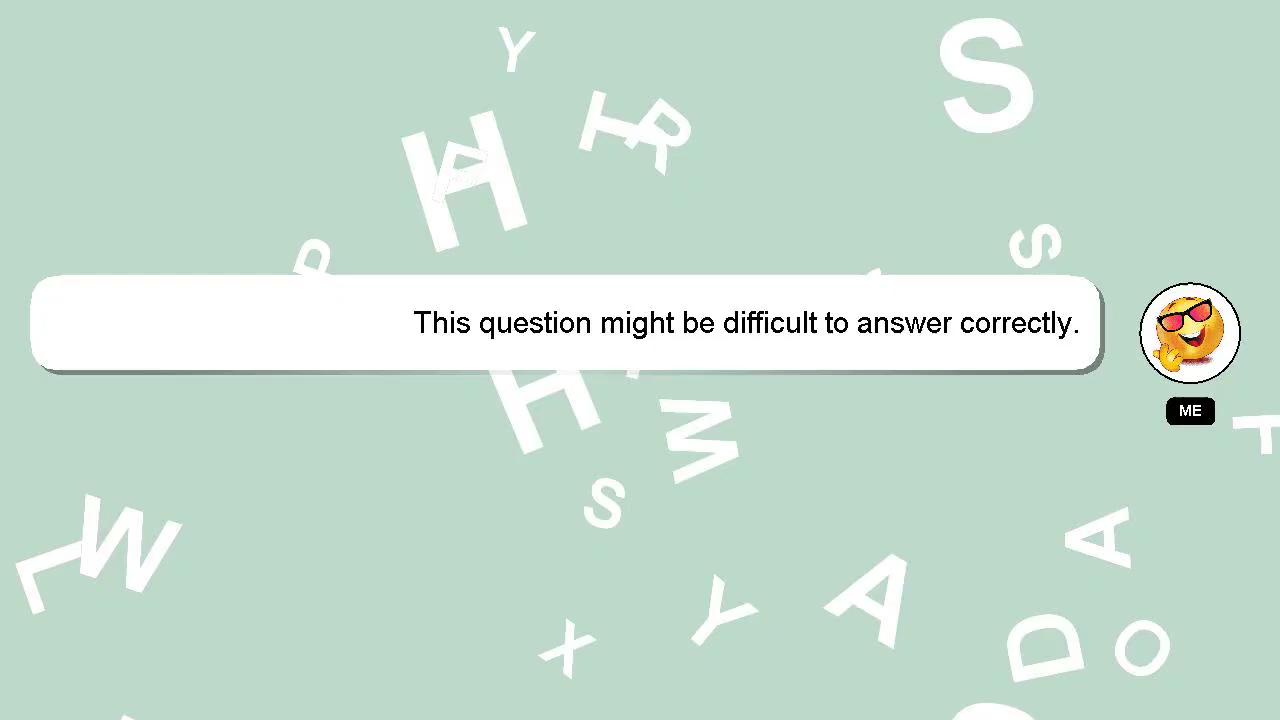 Y
S
T
R
H
A
S
P
This question might be difficult to answer correctly.
ME
H
W
S
W
L
A
Y
A
X
D
O